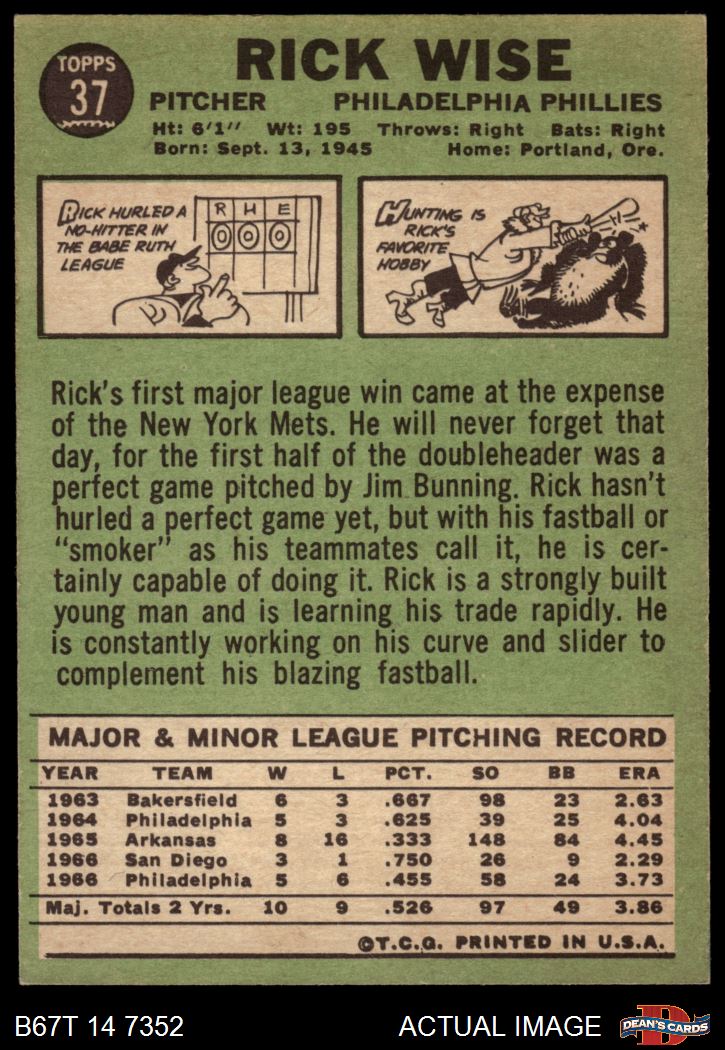 TOPPS
37
RICK WISE
PITCHER PHILADELPHIA PHILLIES
Ht: 6'1" Wt: 195 Throws: Right Bats: Right
Born: Sept. 13, 1945 Home: Portland, Ore.
RICK HURLED A
NO-HITTER IN
THE BABE RUTH
LEAGUE
R H E
0 0 0
HUNTING IS
RICK'S
FAVORITE
HOBBY
Rick's first major league win came at the expense
of the New York Mets. He will never forget that
day, for the first half of the doubleheader was a
perfect game pitched by Jim Bunning. Rick hasn't
hurled a perfect game yet, but with his fastball or
"smoker" as his teammates call it, he is cer-
tainly capable of doing it. Rick is a strongly built
young man and is learning his trade rapidly. He
is constantly working on his curve and slider to
complement his blazing fastball.
MAJOR & MINOR LEAGUE PITCHING RECORD
YEAR TEAM W L PCT. SO BB ERA
1963 Bakersfield 6 3 .667 98 23 2.63
1964 Philadelphia 5 3 .625 39 25 4.04
1965 Arkansas 8 16 .333 148 84 4.45
1966 San Diego 3 1 .750 26 9 2.29
1966 Philadelphia 5 6 .455 58 24 3.73
Maj. Totals 2 Yrs. 10 9 .526 97 49 3.86
©T.C.G. PRINTED IN U.S.A.
B67T 14 7352 ACTUAL IMAGE
D
DEAN'S CARDS